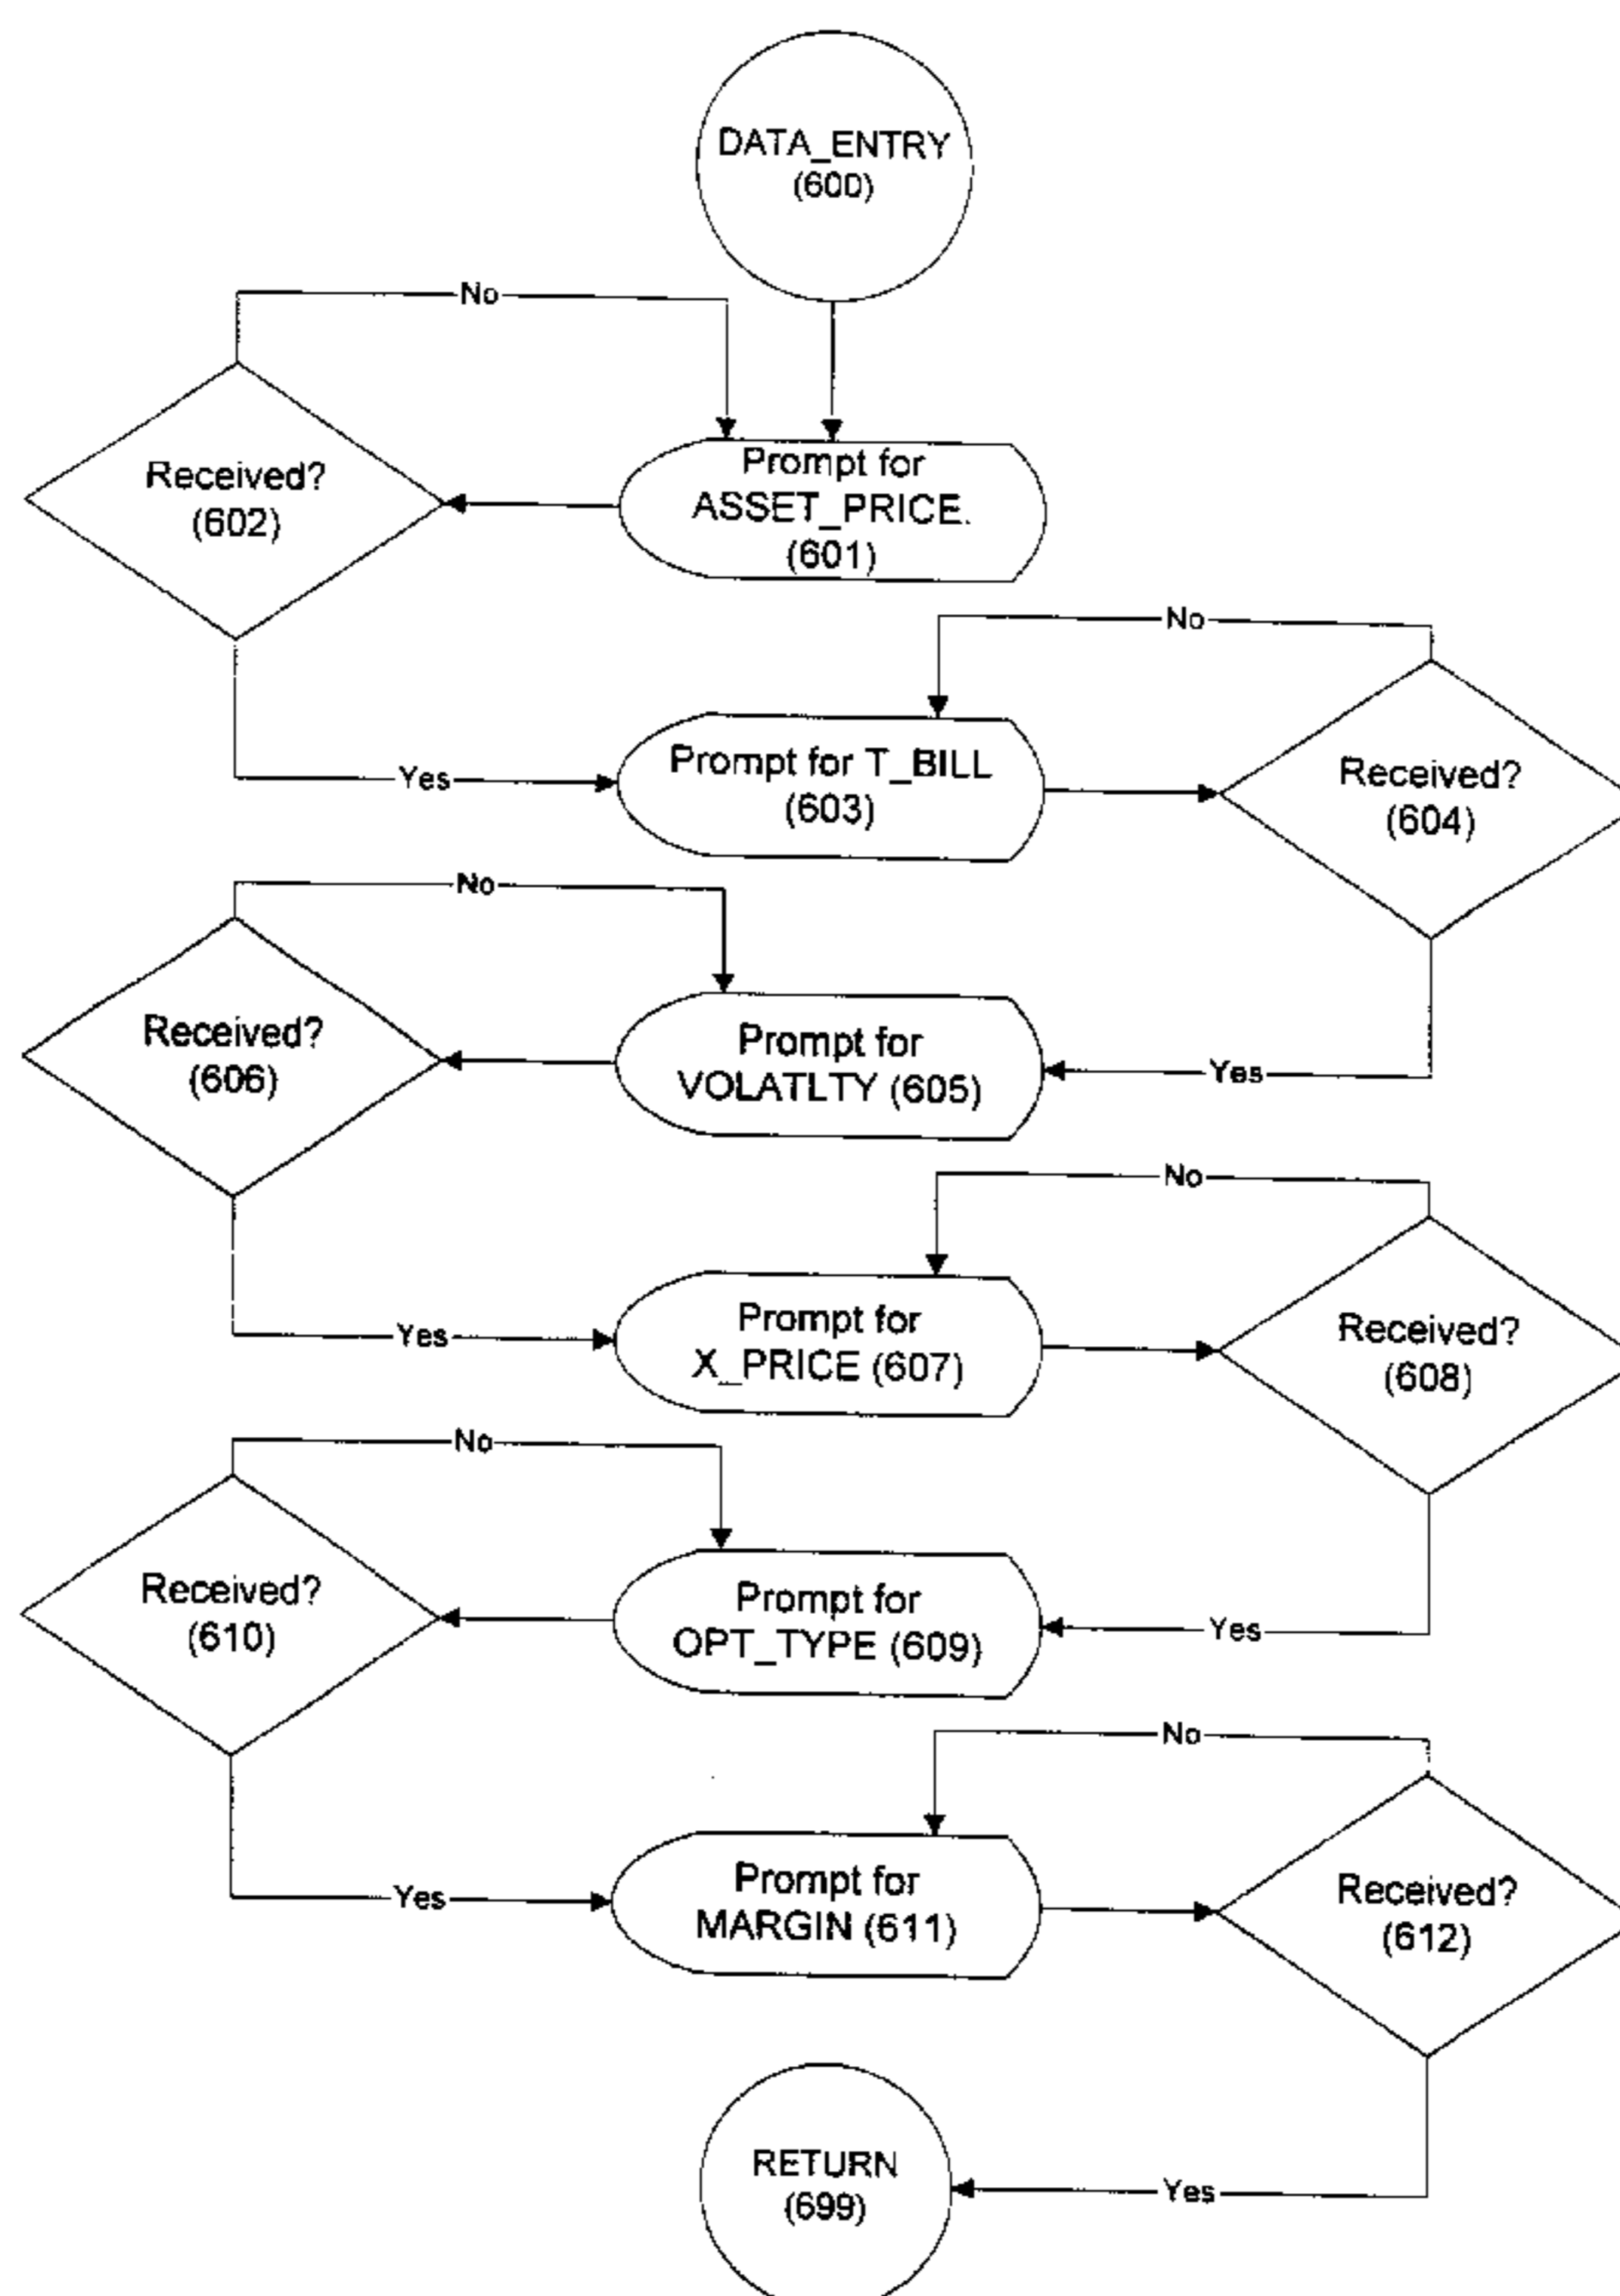 DATA_ENTRY
(600)
No
Received?
(602)
Prompt for
ASSET_PRICE.
(601)
No
Yes
Prompt for T_BILL
(603)
Received?
(604)
No
Received?
(606)
Prompt for
VOLATLTY (605)
Yes
No
Yes
Prompt for
X_PRICE (607)
Received?
(608)
No
Received?
(610)
Prompt for
OPT_TYPE (609)
Yes
No
Yes
Prompt for
MARGIN (611)
Received?
(612)
RETURN
(699)
Yes